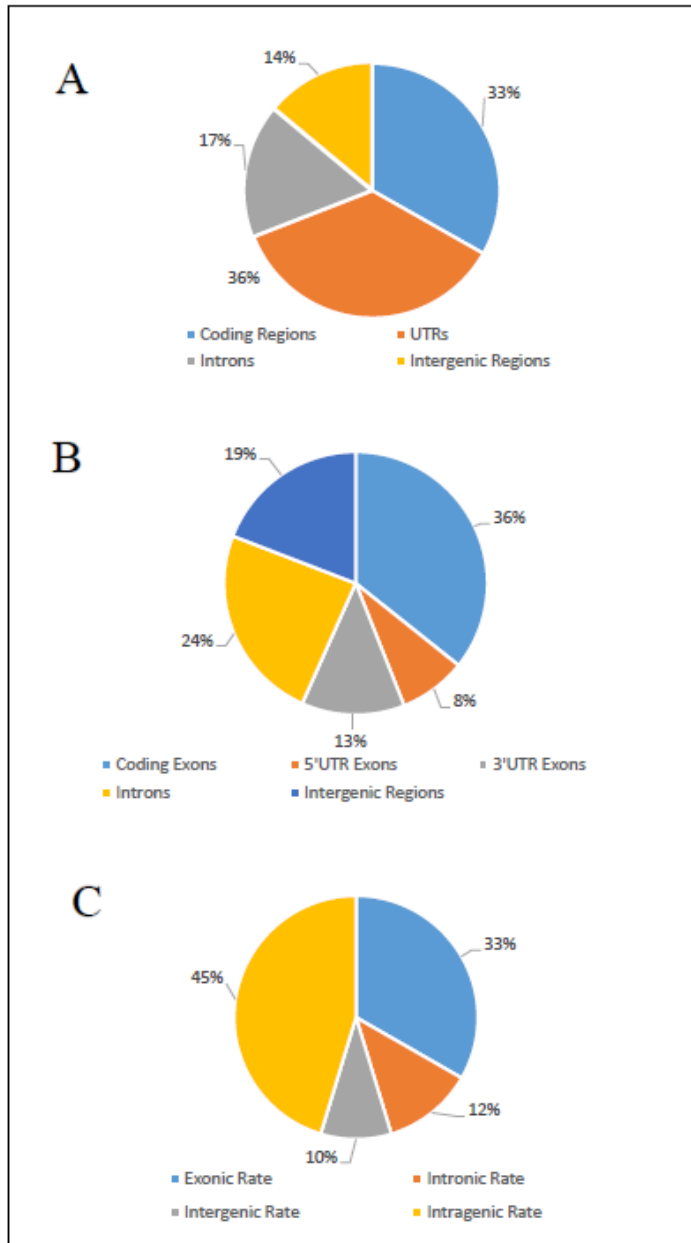 A
14%
33%
17%
36%
Coding Regions
UTRs
Introns
Intergenic Regions
B
19%
36%
24%
8%
13%
Coding Exons
5'UTR Exons
3'UTR Exons
Introns
Intergenic Regions
C
33%
45%
12%
10%
Exonic Rate
Intronic Rate
Intergenic Rate
Intragenic Rate